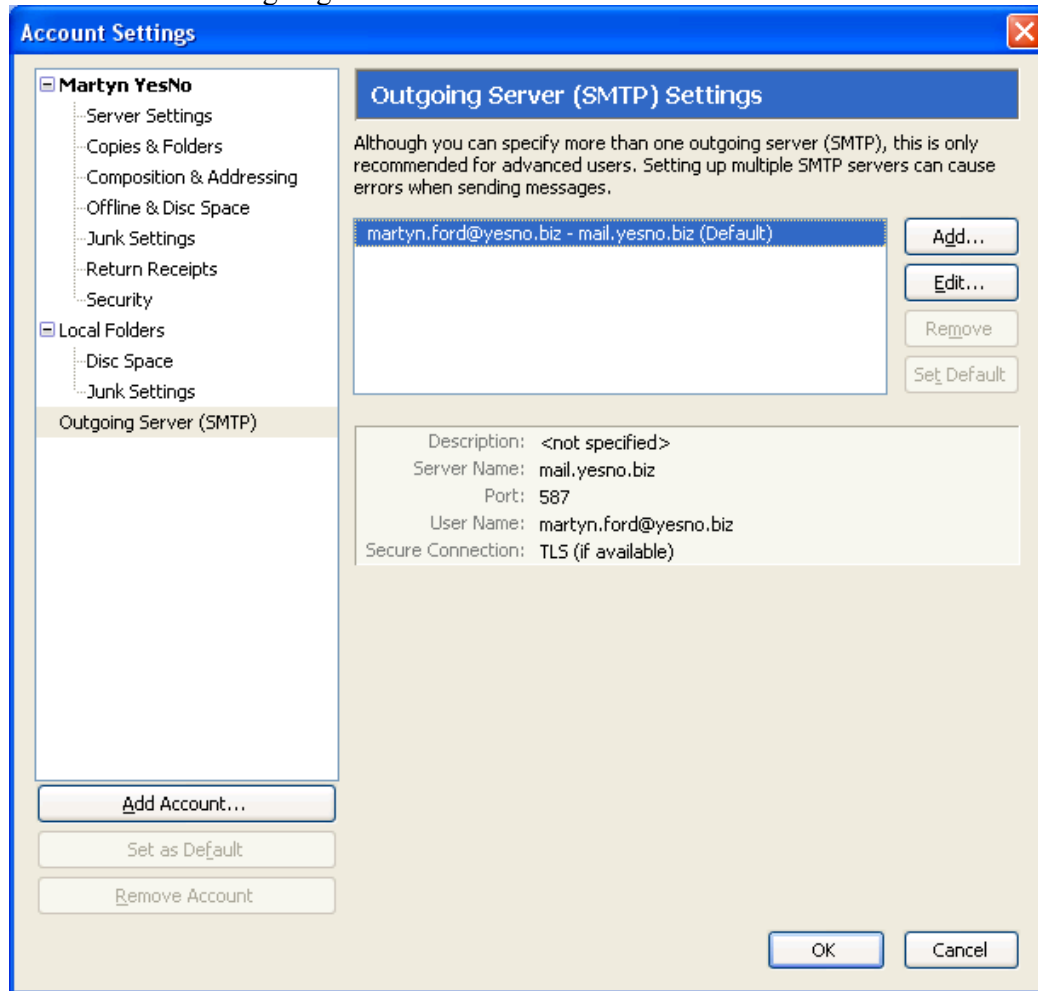 Account Settings
Martyn YesNo
Server Settings
Copies & Folders
Composition & Addressing
Offline & Disc Space
Junk Settings
Return Receipts
Security
Local Folders
Disc Space
Junk Settings
Outgoing Server (SMTP)
Add Account...
Set as Default
Remove Account
Outgoing Server (SMTP) Settings
Although you can specify more than one outgoing server (SMTP), this is only
recommended for advanced users. Setting up multiple SMTP servers can cause
errors when sending messages.
martyn.ford@yesno.biz - mail.yesno.biz (Default)
Add...
Edit...
Remove
Set Default
Description: <not specified>
Server Name: mail.yesno.biz
Port: 587
User Name: martyn.ford@yesno.biz
Secure Connection: TLS (if available)
OK
Cancel